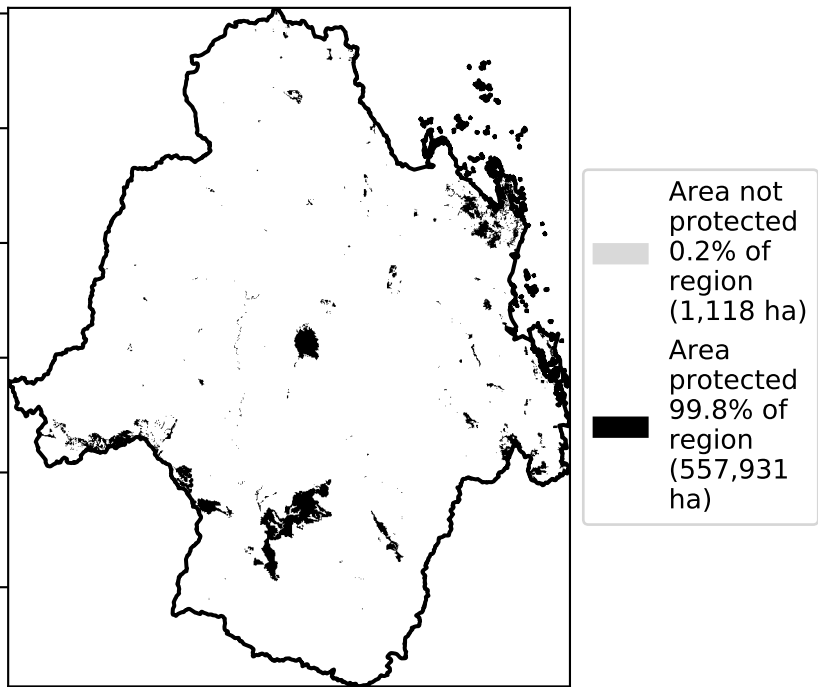 Area not
protected
0.2% of
region
(1,118 ha)
Area
protected
99.8% of
region
(557,931
ha)